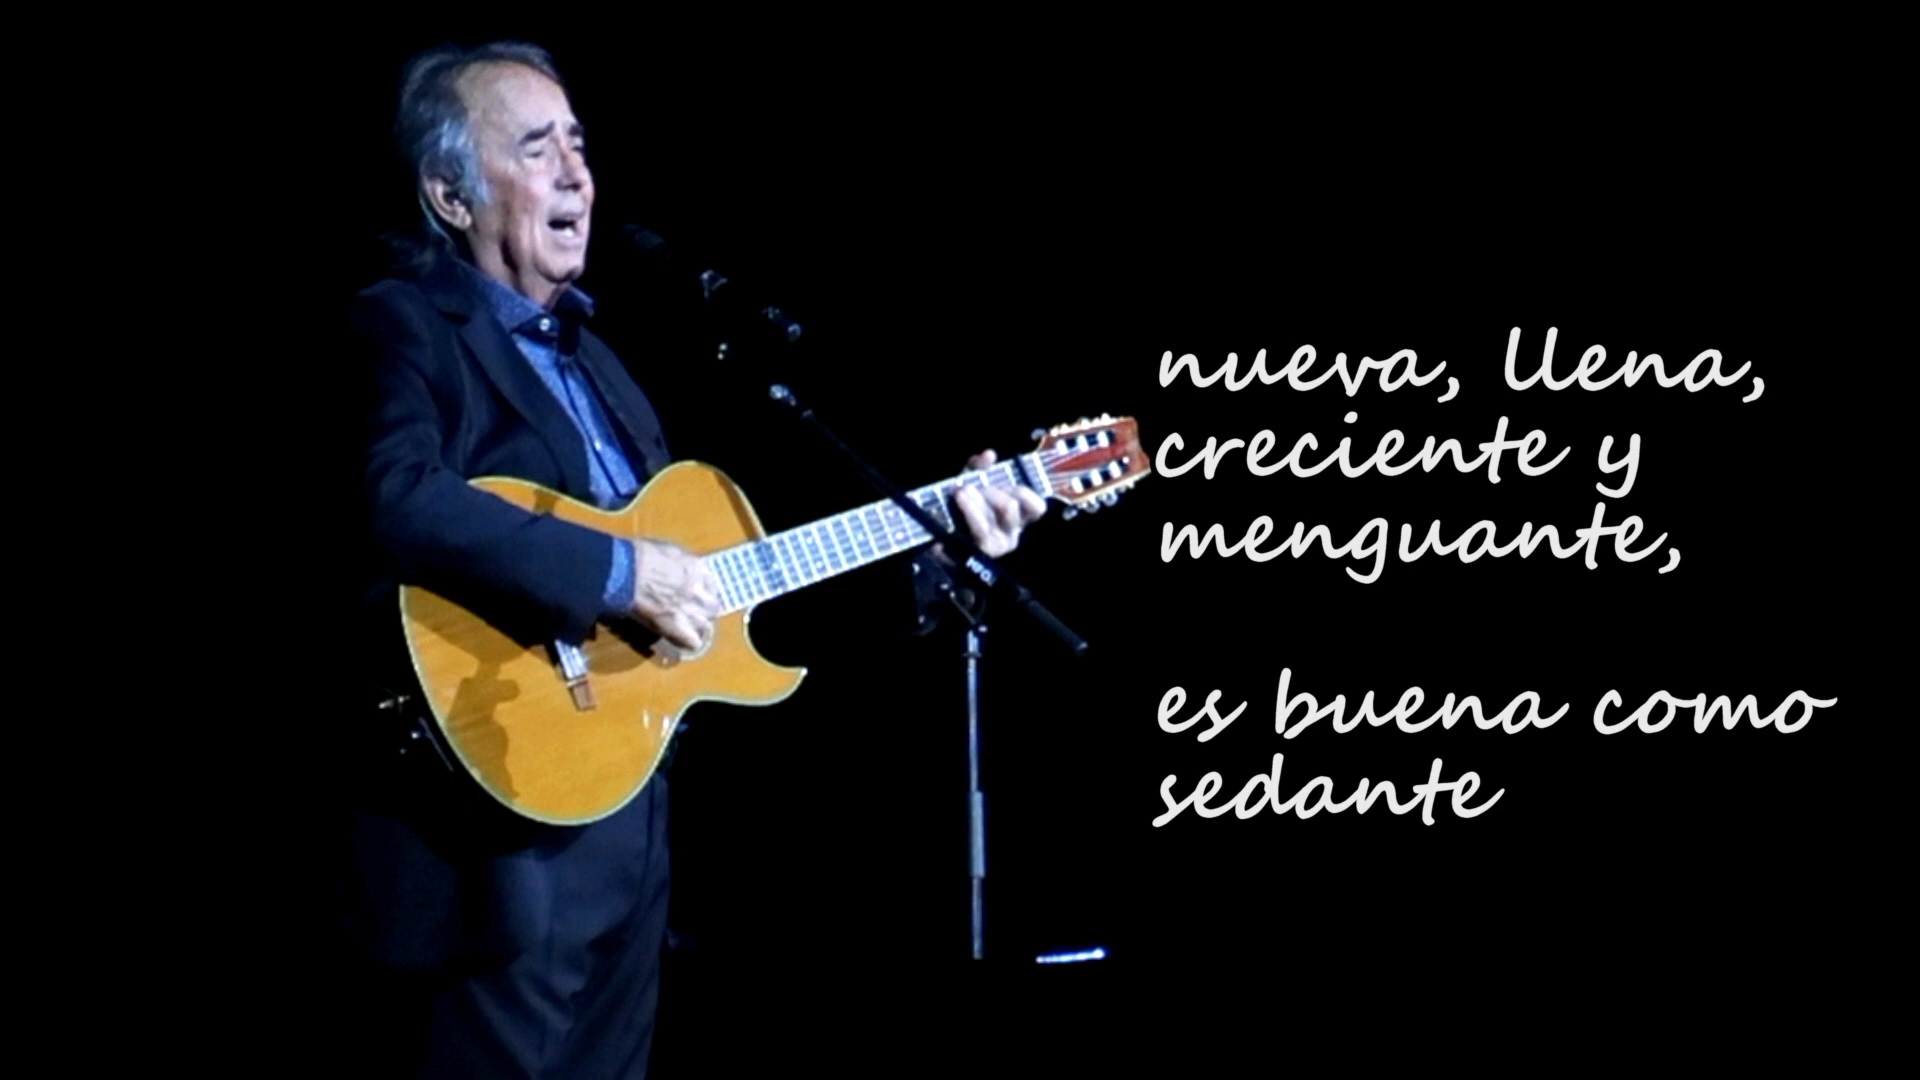 nueva, llena,
creciente y
menguante,
es buena como
sedante